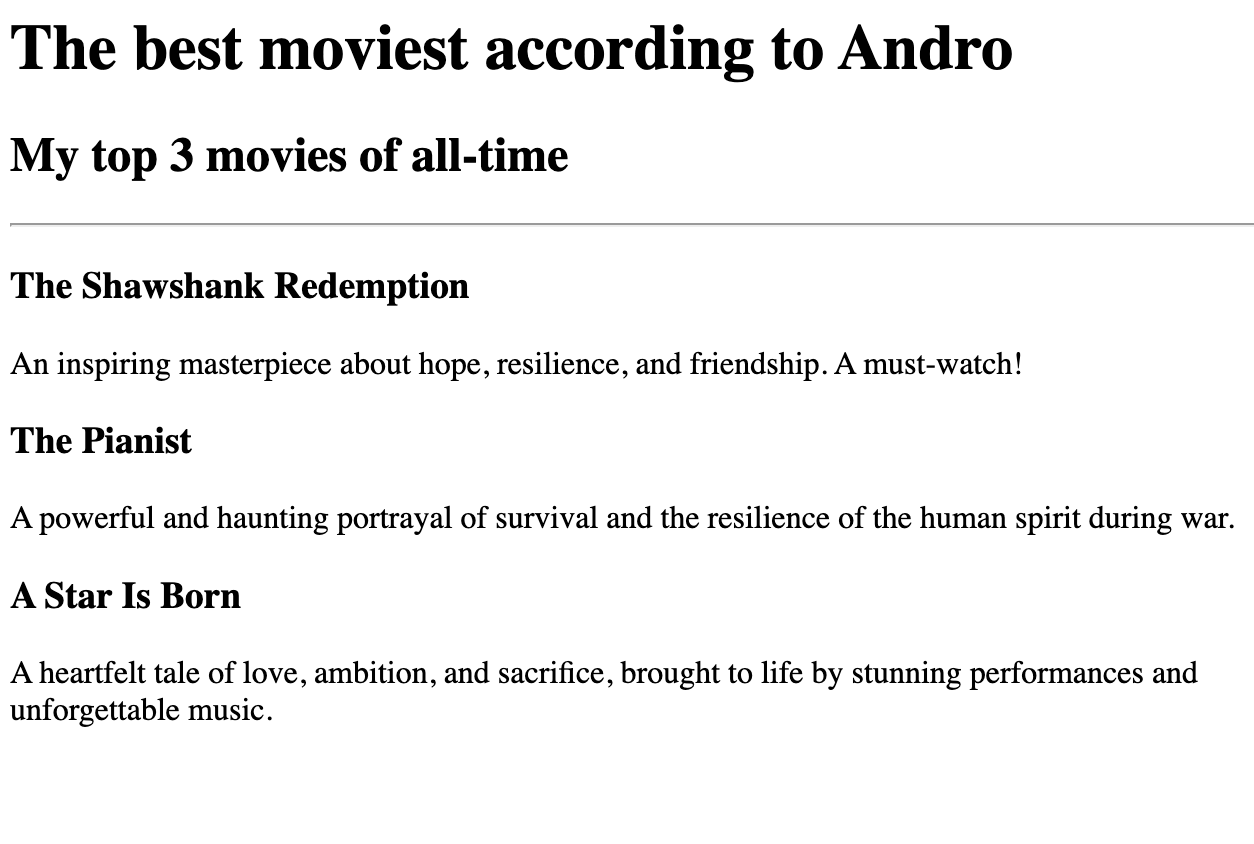 The best moviest according to Andro
My top 3 movies of all-time
The Shawshank Redemption
An inspiring masterpiece about hope, resilience, and friendship. A must-watch!
The Pianist
A powerful and haunting portrayal of survival and the resilience of the human spirit during war.
A Star Is Born
A heartfelt tale of love, ambition, and sacrifice, brought to life by stunning performances and
unforgettable music.